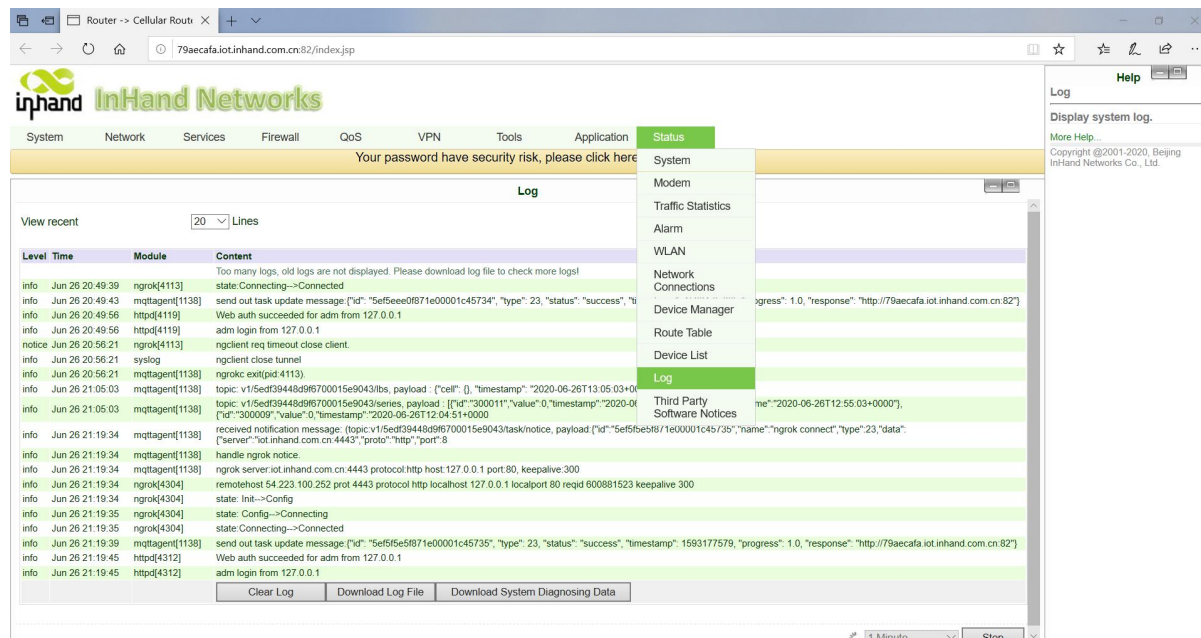 Router -> Cellular Route
79aecafa.iot.inhand.com.cn:82/index.jsp
inhand InHand Networks
System Network Services Firewall QoS VPN Tools Application Status
Your password have security risk, please click here
System
Modem
Traffic Statistics
Alarm
WLAN
Network
Connections
Device Manager
Route Table
Device List
Log
Third Party
Software Notices
Log
View recent 20 Lines
Level Time Module Content
Too many logs, old logs are not displayed. Please download log file to check more logs!
info Jun 26 20:49:39 ngrok[4113] state:Connecting-->Connected
info Jun 26 20:49:43 mqttagent[1138] send out task update message:{"id": "5ef5eee0f871e00001c45734", "type": 23, "status": "success", "ti ogress": 1.0, "response": "http://79aecafa.iot.inhand.com.cn:82"}
info Jun 26 20:49:56 httpd[4119] Web auth succeeded for adm from 127.0.0.1
info Jun 26 20:49:56 httpd[4119] adm login from 127.0.0.1
notice Jun 26 20:56:21 ngrok[4113] ngclient req timeout close client.
info Jun 26 20:56:21 syslog ngclient close tunnel
info Jun 26 20:56:21 mqttagent[1138] ngrokc exit(pid:4113).
info Jun 26 21:05:03 mqttagent[1138] topic: v1/5edf39448d9f6700015e9043/lbs, payload : {"cell": {}, "timestamp": "2020-06-26T13:05:03+00
info Jun 26 21:05:03 mqttagent[1138] topic: v1/5edf39448d9f6700015e9043/series, payload : [{"id":"300011","value":0,"timestamp":"2020-06 me":"2020-06-26T12:55:03+0000"},
{"id":"300009","value":0,"timestamp":"2020-06-26T12:04:51+0000
info Jun 26 21:19:34 mqttagent[1138] received notification message: (topic:v1/5edf39448d9f6700015e9043/task/notice, payload:{"id":"5ef5f5e5f871e00001c45735","name":"ngrok connect","type":23,"data":
{"server":"iot.inhand.com.cn:4443","proto":"http","port":8
info Jun 26 21:19:34 mqttagent[1138] handle ngrok notice.
info Jun 26 21:19:34 mqttagent[1138] ngrok server:iot.inhand.com.cn:4443 protocol:http host:127.0.0.1 port:80, keepalive:300
info Jun 26 21:19:34 ngrok[4304] remotehost 54.223.100.252 prot 4443 protocol http localhost 127.0.0.1 localport 80 reqid 600881523 keepalive 300
info Jun 26 21:19:34 ngrok[4304] state: Init-->Config
info Jun 26 21:19:35 ngrok[4304] state: Config-->Connecting
info Jun 26 21:19:35 ngrok[4304] state:Connecting-->Connected
info Jun 26 21:19:39 mqttagent[1138] send out task update message:{"id": "5ef5f5e5f871e00001c45735", "type": 23, "status": "success", "timestamp": 1593177579, "progress": 1.0, "response": "http://79aecafa.iot.inhand.com.cn:82"}
info Jun 26 21:19:45 httpd[4312] Web auth succeeded for adm from 127.0.0.1
info Jun 26 21:19:45 httpd[4312] adm login from 127.0.0.1
Clear Log Download Log File Download System Diagnosing Data
1 Minute Stop
Help
Log
Display system log.
More Help...
Copyright @2001-2020, Beijing
InHand Networks Co., Ltd.